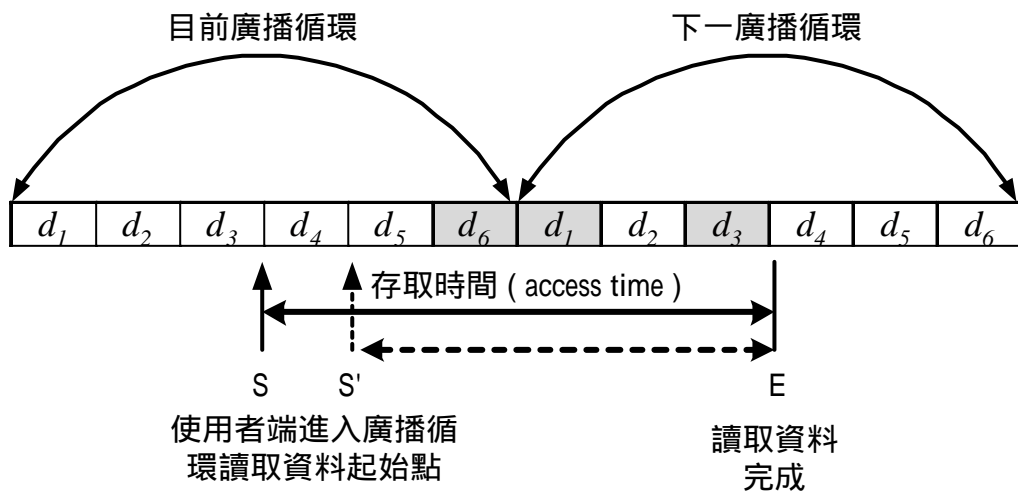 目前廣播循環 下一廣播循環
d1 d2 d3 d4 d5 d6 d1 d2 d3 d4 d5 d6
存取時間 ( access time )
S S' E
使用者端進入廣播循
環讀取資料起始點
讀取資料
完成